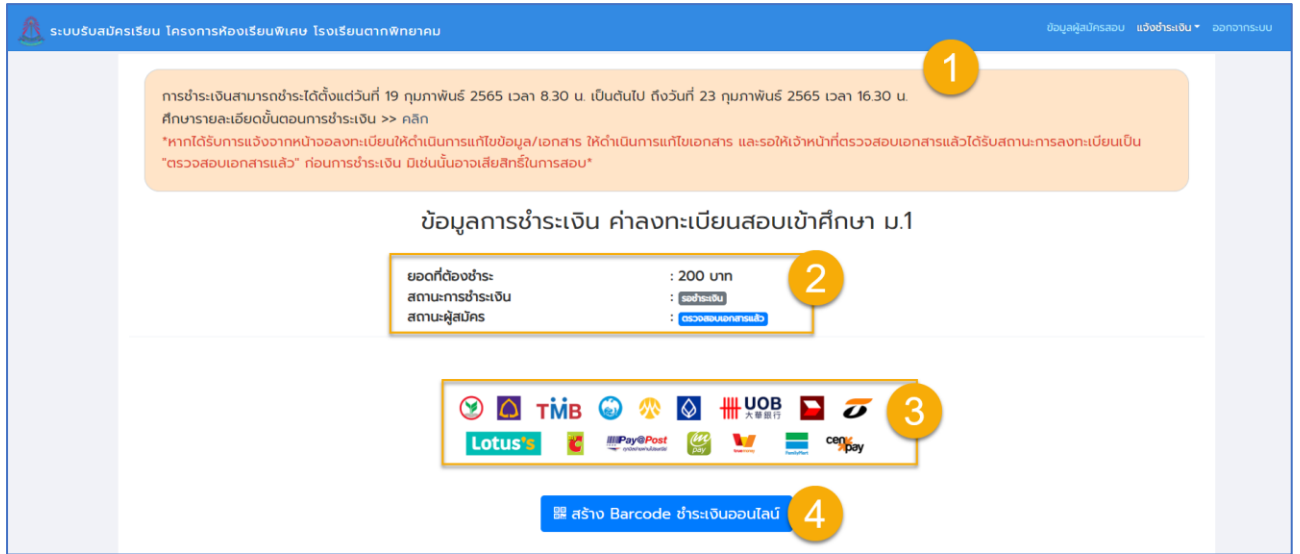 ระบบรับสมัครเรียน โครงการห้องเรียนพิเศษ โรงเรียนตากพิทยาคม
ข้อมูลผู้สมัครสอบ แจ้งชำระเงิน ออกจากระบบ
1
การชำระเงินสามารถชำระได้ตั้งแต่วันที่ 19 กุมภาพันธ์ 2565 เวลา 8.30 น. เป็นต้นไป ถึงวันที่ 23 กุมภาพันธ์ 2565 เวลา 16.30 น.
ศึกษารายละเอียดขั้นตอนการชำระเงิน >> คลิก
*หากได้รับการแจ้งจากหน้าจอลงทะเบียนให้ดำเนินการแก้ไขข้อมูล/เอกสาร ให้ดำเนินการแก้ไขเอกสาร และรอให้เจ้าหน้าที่ตรวจสอบเอกสารแล้วได้รับสถานะการลงทะเบียนเป็น
"ตรวจสอบเอกสารแล้ว" ก่อนการชำระเงิน มิเช่นนั้นอาจเสียสิทธิ์ในการสอบ*
ข้อมูลการชำระเงิน ค่าลงทะเบียนสอบเข้าศึกษา ม.1
ยอดที่ต้องชำระ : 200 บาท
สถานะการชำระเงิน : รอชำระเงิน
สถานะผู้สมัคร : ตรวจสอบเอกสารแล้ว
2
TMB UOB
大華銀行
Lotus's Pay@Post m pay FamilyMart cenpay
3
สร้าง Barcode ชำระเงินออนไลน์
4